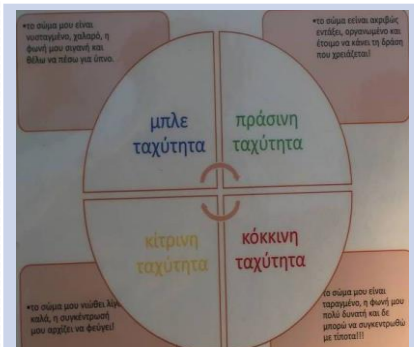 •το σώμα μου είναι
νυσταγμένο, χαλαρό, η
φωνή μου σιγανή και
θέλω να πέσω για ύπνο.
•το σώμα εείναι ακριβώς
εντάξει, οργανωμένο και
έτοιμο να κάνει τη δράση
που χρειάζεται!
μπλε
ταχύτητα
πράσινη
ταχύτητα
κίτρινη
ταχύτητα
κόκκινη
ταχύτητα
•το σώμα μου νιώθει λίγο
καλά, η συγκέντρωσή
μου αρχίζει να φεύγει!
το σώμα μου είναι
ταραγμένο, η φωνή μου
πολύ δυνατή και δε
μπορώ να συγκεντρωθώ
με τίποτα!!!